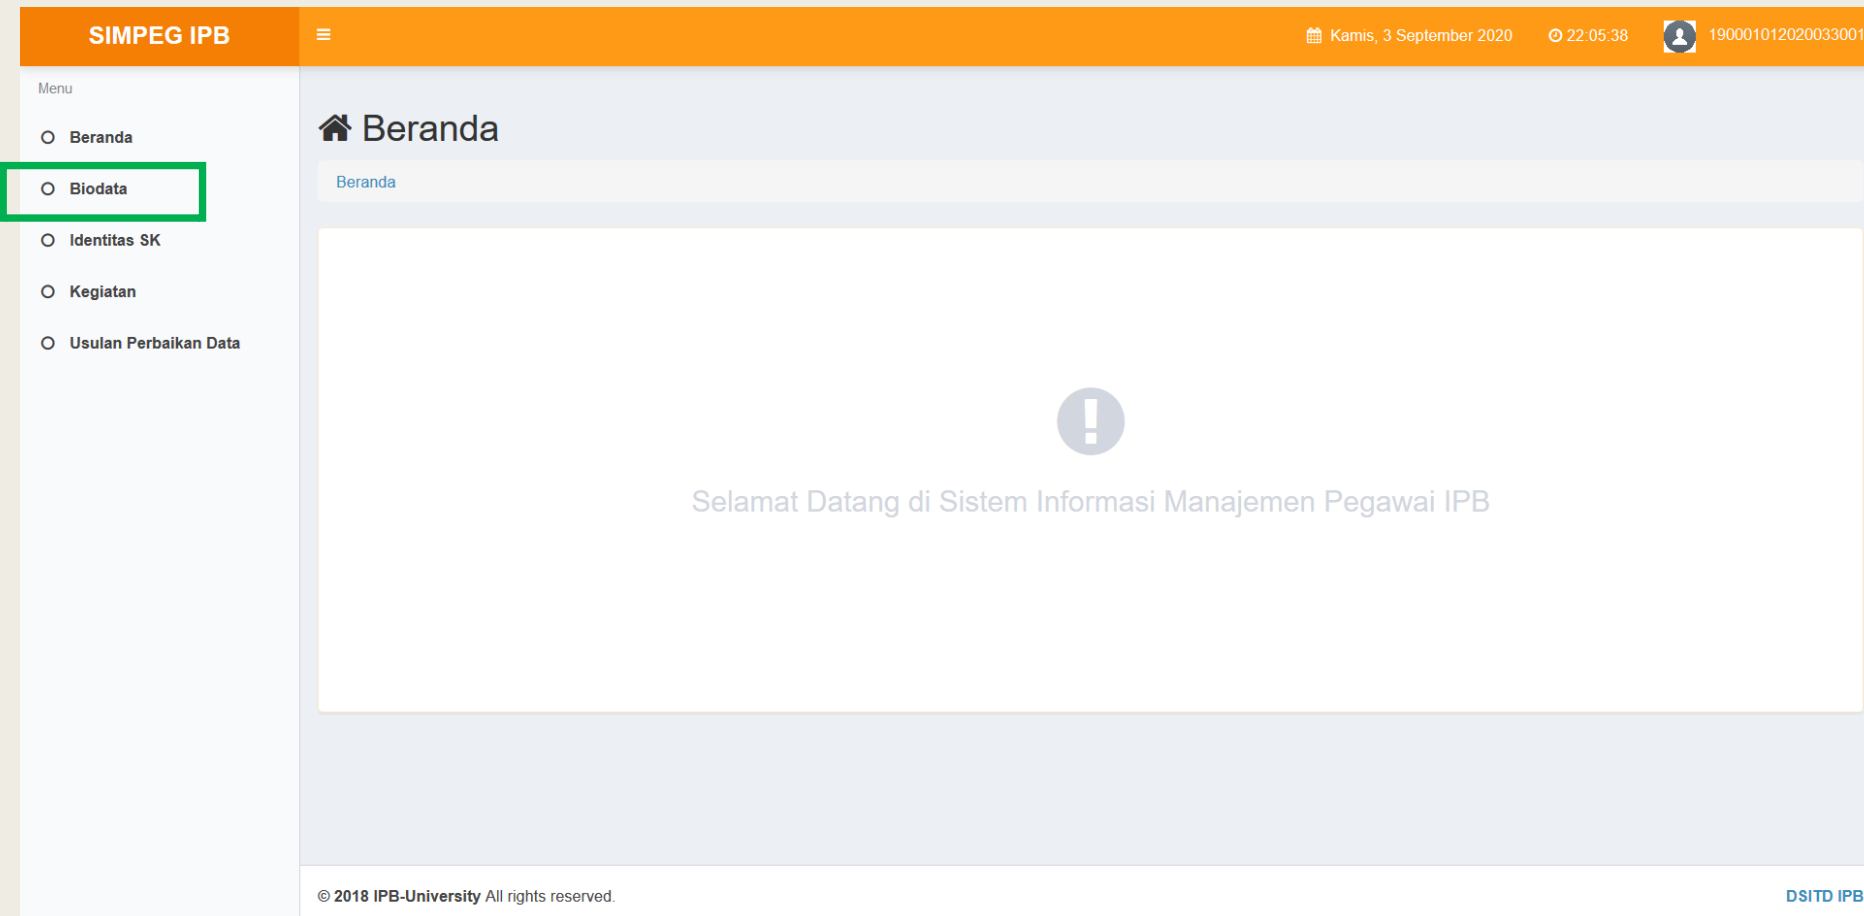 SIMPEG IPB
Kamis, 3 September 2020 22:05:38 190001012020033001
Menu
Beranda
Biodata
Identitas SK
Kegiatan
Usulan Perbaikan Data
Beranda
Beranda
Selamat Datang di Sistem Informasi Manajemen Pegawai IPB
© 2018 IPB-University All rights reserved.
DSITD IPB